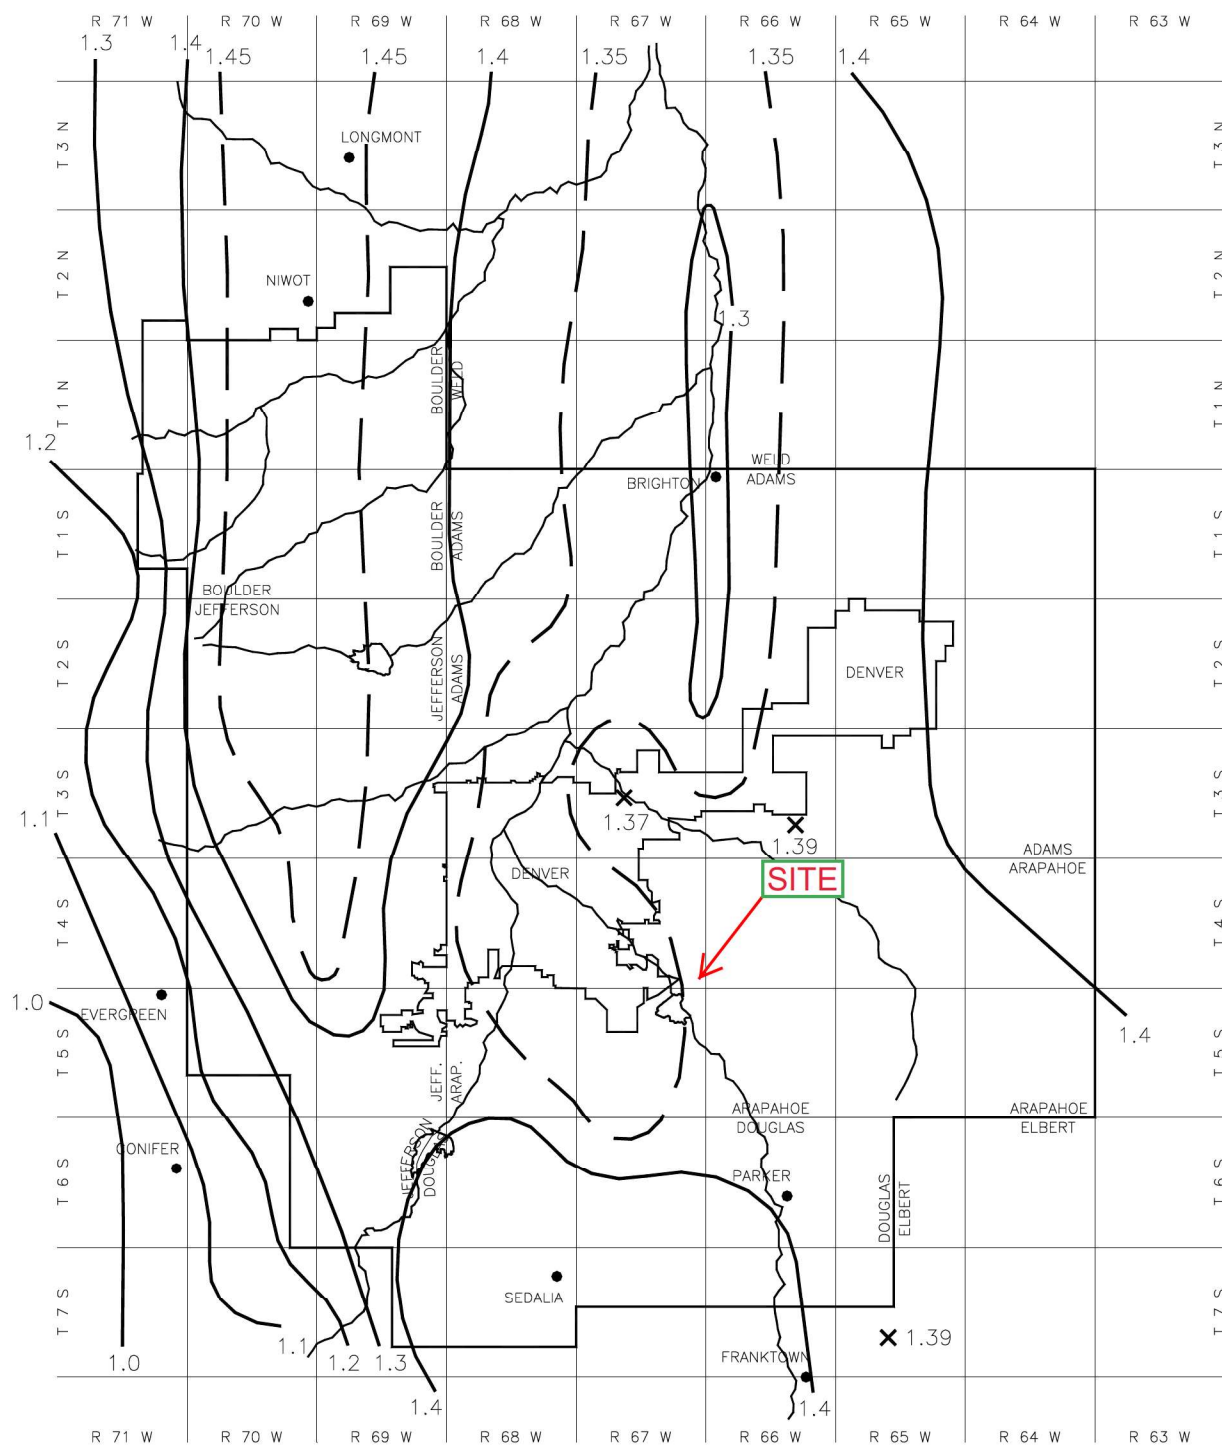 R 71 W R 70 W R 69 W R 68 W R 67 W R 66 W R 65 W R 64 W R 63 W
1.3 1.4 1.45 1.45 1.4 1.35 1.35 1.4
T 3 N T 3 N
LONGMONT
T 2 N T 2 N
NIWOT
1.3
T 1 N T 1 N
BOULDER
WELD
1.2
WELD
ADAMS
BRIGHTON
T 1 S T 1 S
BOULDER
ADAMS
BOULDER
JEFFERSON
T 2 S T 2 S
JEFFERSON
ADAMS
DENVER
T 3 S T 3 S
1.1
1.37
1.39
ADAMS
ARAPAHOE
DENVER
SITE
T 4 S T 4 S
1.0
EVERGREEN
1.4
T 5 S T 5 S
JEFF.
ARAP.
ARAPAHOE
DOUGLAS
ARAPAHOE
ELBERT
CONIFER
JEFFERSON
DOUGLAS
PARKER
T 6 S T 6 S
DOUGLAS
ELBERT
SEDALIA
T 7 S T 7 S
1.39
1.1
1.0 1.2 1.3
FRANKTOWN
1.4 1.4
R 71 W R 70 W R 69 W R 68 W R 67 W R 66 W R 65 W R 64 W R 63 W